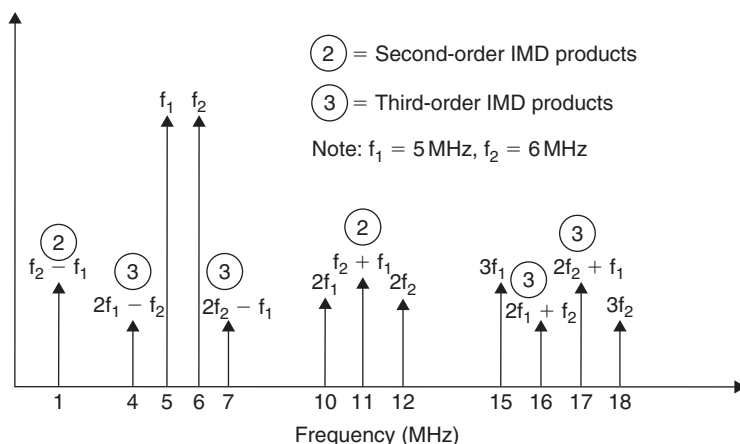 ② = Second-order IMD products
③ = Third-order IMD products
Note: f₁ = 5 MHz, f₂ = 6 MHz
f₁ f₂
② ③ ③ ② ③ ③
f₂ − f₁ 2f₁ − f₂ 2f₂ − f₁ 2f₁ f₂ + f₁ 2f₂ 3f₁ 2f₁ + f₂ 2f₂ + f₁ 3f₂
1 4 5 6 7 10 11 12 15 16 17 18
Frequency (MHz)